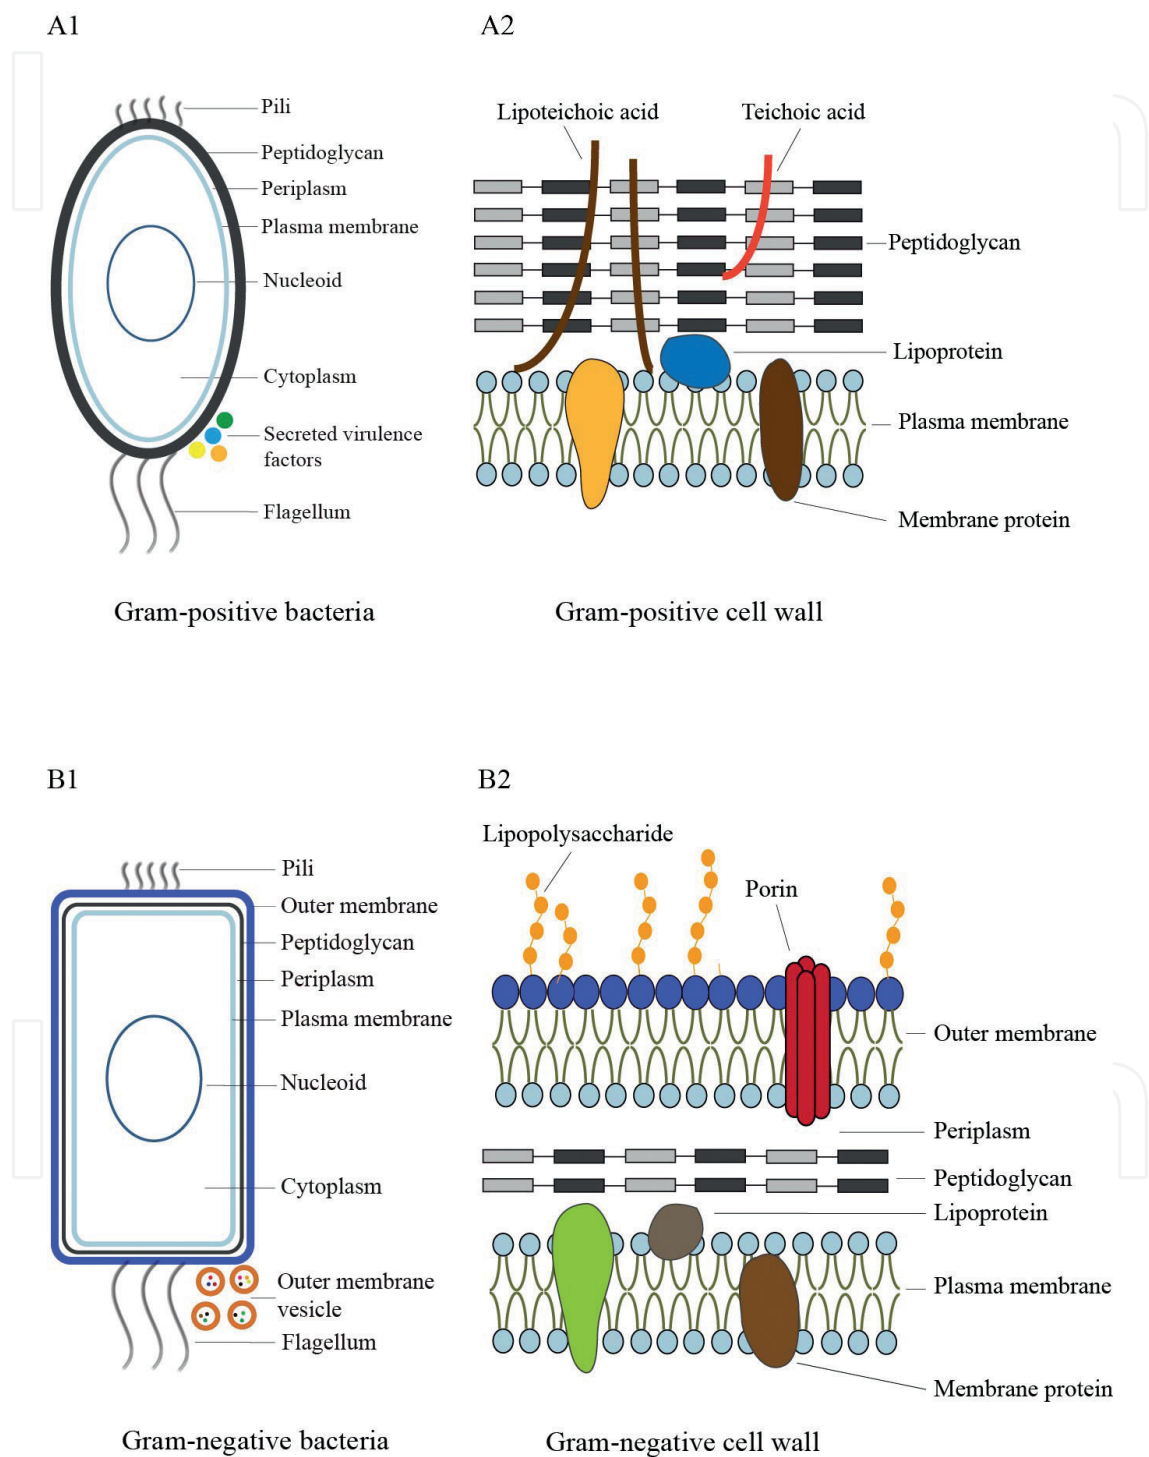 A1
Pili
Peptidoglycan
Periplasm
Plasma membrane
Nucleoid
Cytoplasm
Secreted virulence
factors
Flagellum
Gram-positive bacteria
A2
Lipoteichoic acid
Teichoic acid
Peptidoglycan
Lipoprotein
Plasma membrane
Membrane protein
Gram-positive cell wall
B1
Pili
Outer membrane
Peptidoglycan
Periplasm
Plasma membrane
Nucleoid
Cytoplasm
Outer membrane
vesicle
Flagellum
Gram-negative bacteria
B2
Lipopolysaccharide
Porin
Outer membrane
Periplasm
Peptidoglycan
Lipoprotein
Plasma membrane
Membrane protein
Gram-negative cell wall